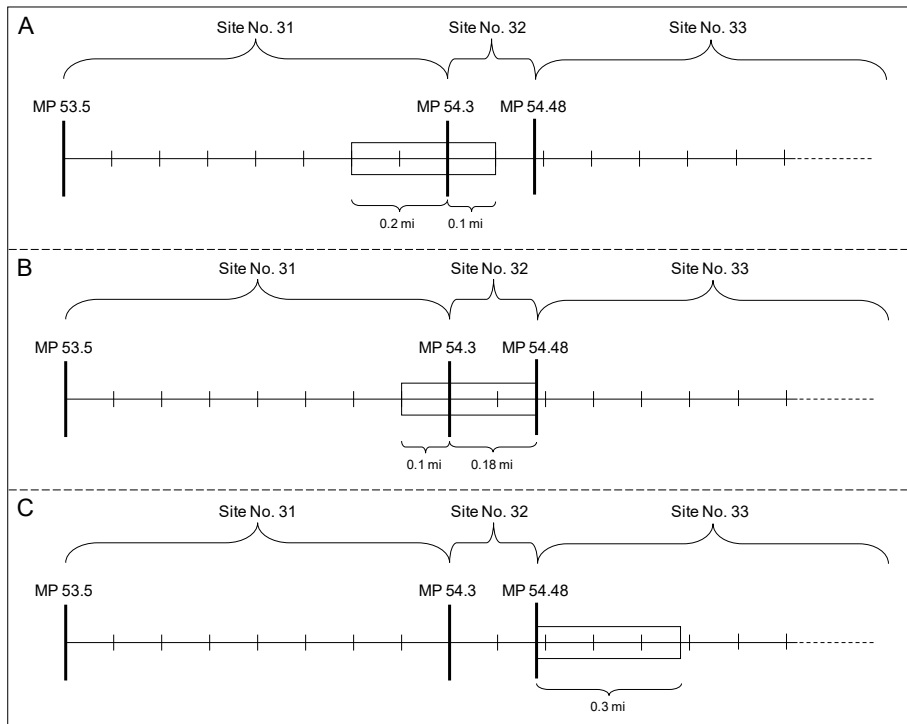 A
Site No. 31 Site No. 32 Site No. 33
MP 53.5 MP 54.3 MP 54.48
0.2 mi 0.1 mi
B
Site No. 31 Site No. 32 Site No. 33
MP 53.5 MP 54.3 MP 54.48
0.1 mi 0.18 mi
C
Site No. 31 Site No. 32 Site No. 33
MP 53.5 MP 54.3 MP 54.48
0.3 mi